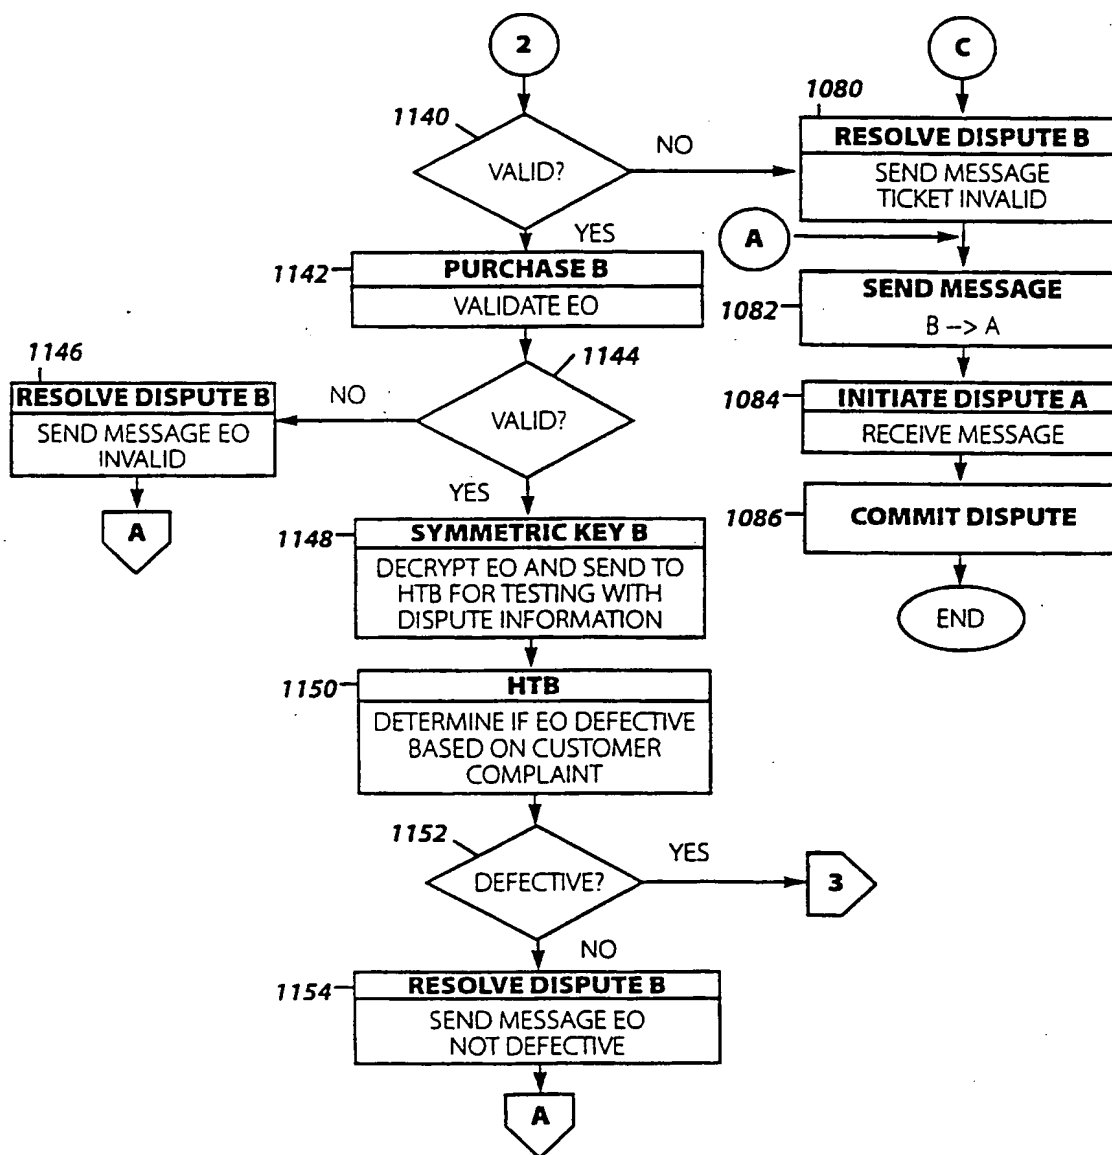 2
1140
VALID?
NO
YES
1142
PURCHASE B
VALIDATE EO
1144
VALID?
NO
1146
RESOLVE DISPUTE B
SEND MESSAGE EO
INVALID
A
YES
1148
SYMMETRIC KEY B
DECRYPT EO AND SEND TO
HTB FOR TESTING WITH
DISPUTE INFORMATION
1150
HTB
DETERMINE IF EO DEFECTIVE
BASED ON CUSTOMER
COMPLAINT
1152
DEFECTIVE?
YES
3
NO
1154
RESOLVE DISPUTE B
SEND MESSAGE EO
NOT DEFECTIVE
A
C
1080
RESOLVE DISPUTE B
SEND MESSAGE
TICKET INVALID
A
1082
SEND MESSAGE
B --> A
1084
INITIATE DISPUTE A
RECEIVE MESSAGE
1086
COMMIT DISPUTE
END